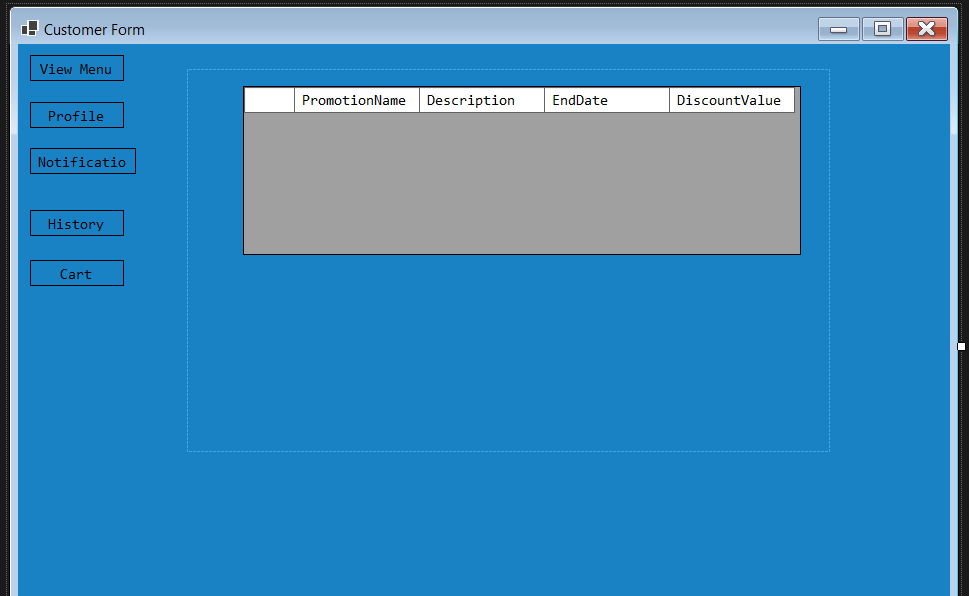 Customer Form
View Menu
Profile
Notificatio
History
Cart
PromotionName Description EndDate DiscountValue